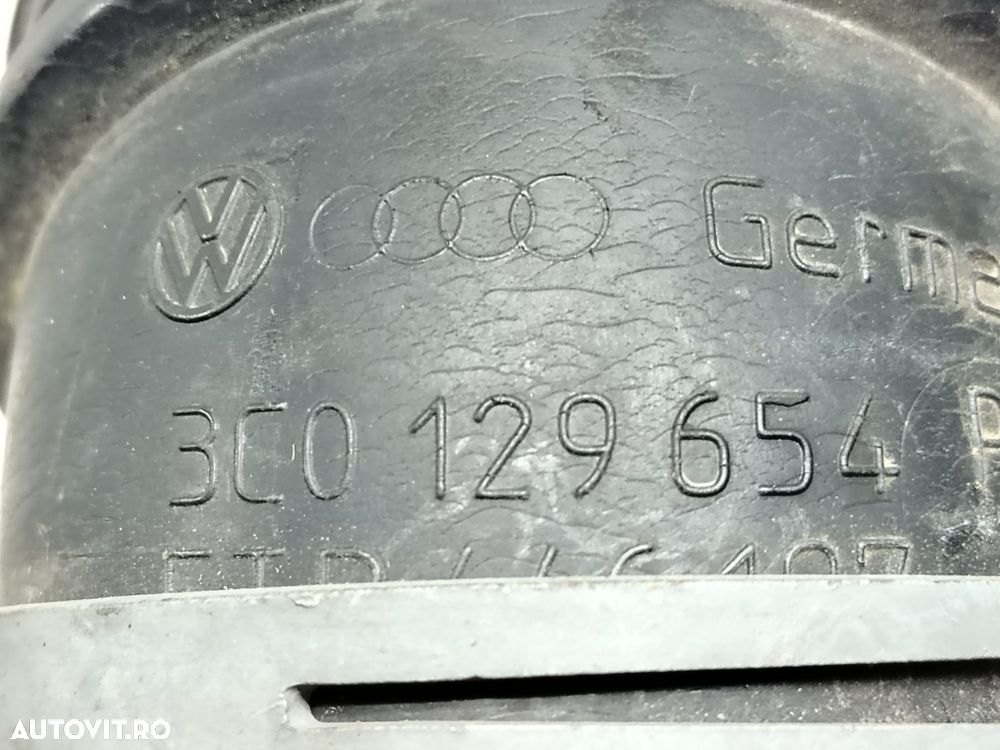 Germa
3C0 129 654
AUTOVIT.RO